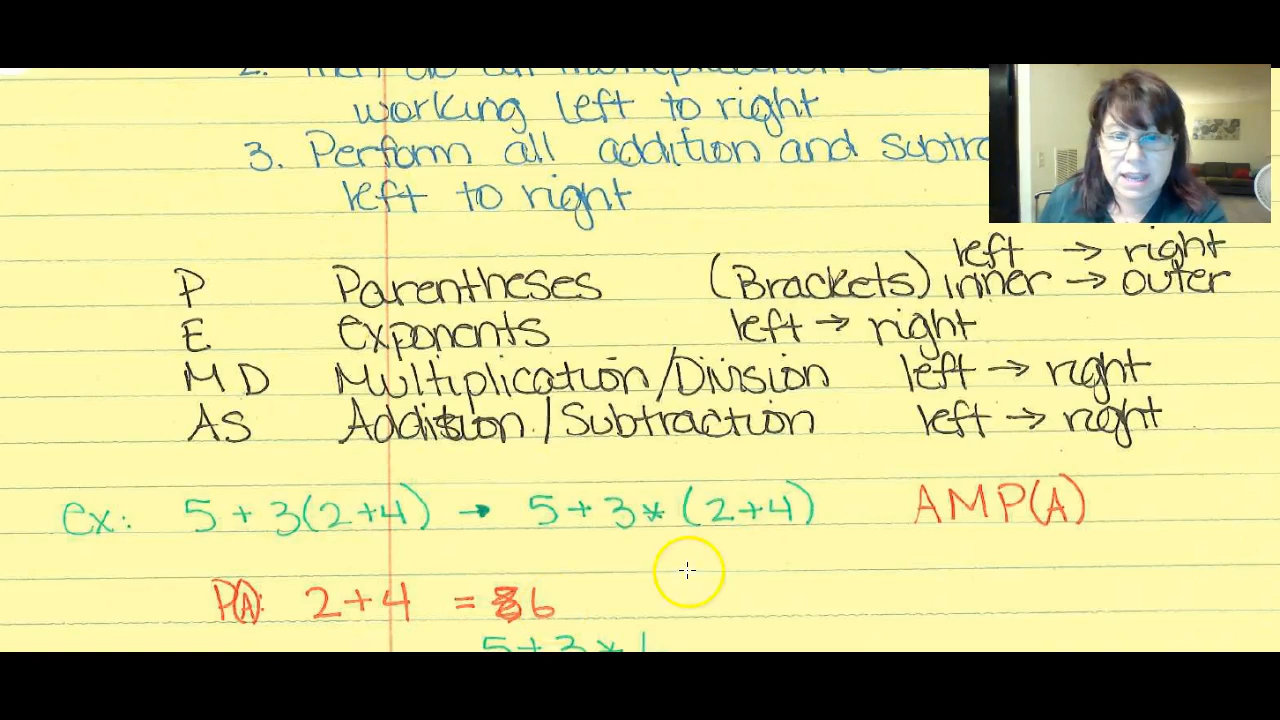 working left to right
3. Perform all addition and
left to right
P Parentheses (Brackets) left → right
inner → outer
E exponents left → right
MD Multiplication/Division left → right
AS Addition/Subtraction left → right
ex: 5+3(2+4) → 5+3*(2+4) AMP(A)
P(A): 2+4 = 6
5+3*